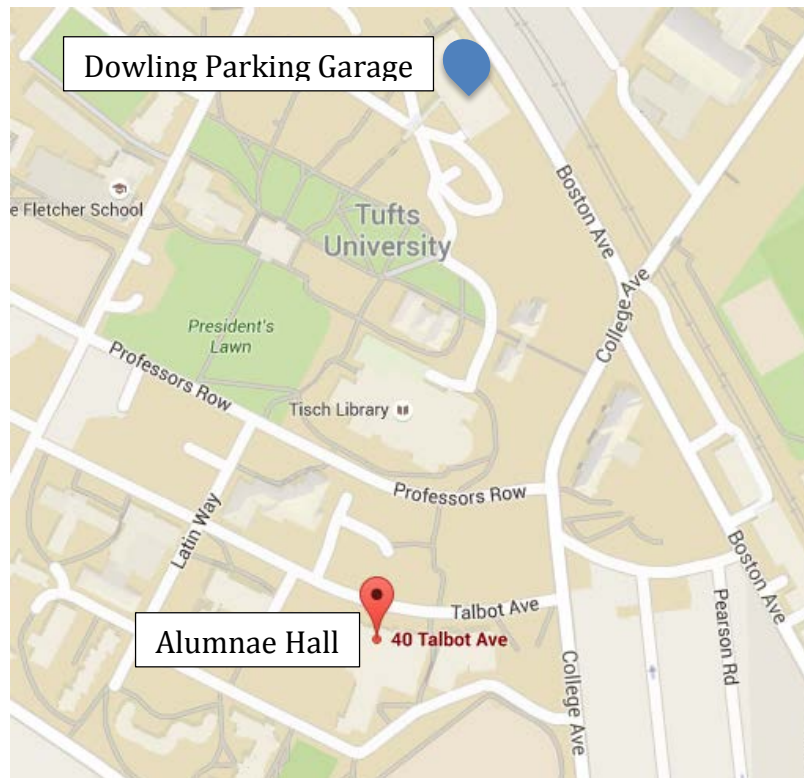 Dowling Parking Garage
e Fletcher School
Tufts
University
Boston Ave
College Ave
President's
Lawn
Professors Row
Tisch Library
Professors Row
Latin Way
Boston Ave
Talbot Ave
Pearson Rd
Alumnae Hall
40 Talbot Ave
College Ave